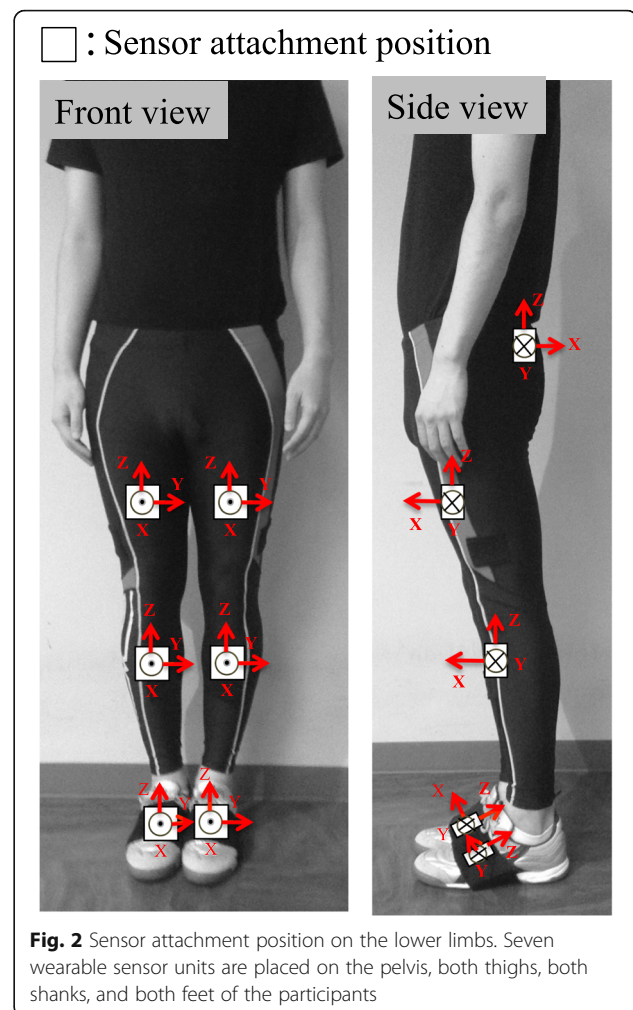 □ : Sensor attachment position
Front view
Side view
Z
X
Y
Z
Y
X
Z
Y
X
Z
X
Y
Z
Y
X
Z
Y
X
Z
X
Y
Z
Y
X
Z
Y
X
X
Z
Y
Z
Y
Fig. 2 Sensor attachment position on the lower limbs. Seven
wearable sensor units are placed on the pelvis, both thighs, both
shanks, and both feet of the participants